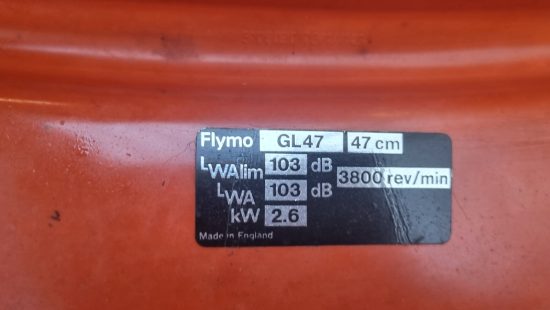 Flymo GL47 47 cm
LWAlim 103 dB
3800 rev/min
LWA 103 dB
kW 2.6
Made in England